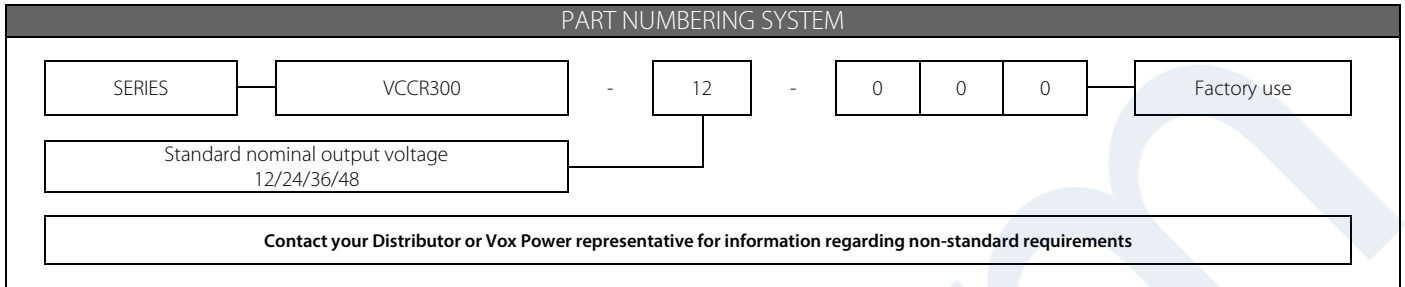 PART NUMBERING SYSTEM
SERIES VCCR300 - 12 - 0 0 0 Factory use
Standard nominal output voltage
12/24/36/48
Contact your Distributor or Vox Power representative for information regarding non-standard requirements